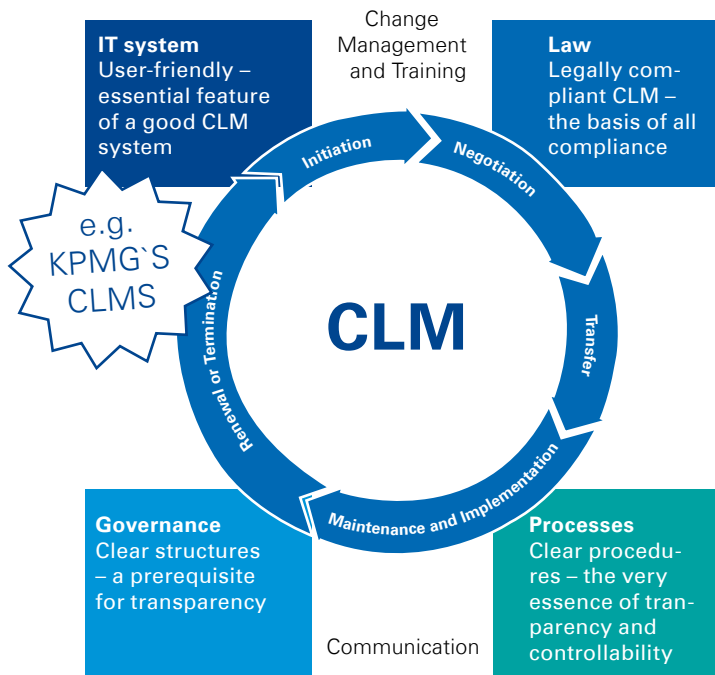 IT system
User-friendly –
essential feature
of a good CLM
system
Change
Management
and Training
Law
Legally com-
pliant CLM –
the basis of all
compliance
e.g.
KPMG`S
CLMS
Initiation
Negotiation
Transfer
Maintenance and Implementation
Renewal or Termination
CLM
Governance
Clear structures
– a prerequisite
for transparency
Communication
Processes
Clear procedu-
res – the very
essence of tran-
parency and
controllability